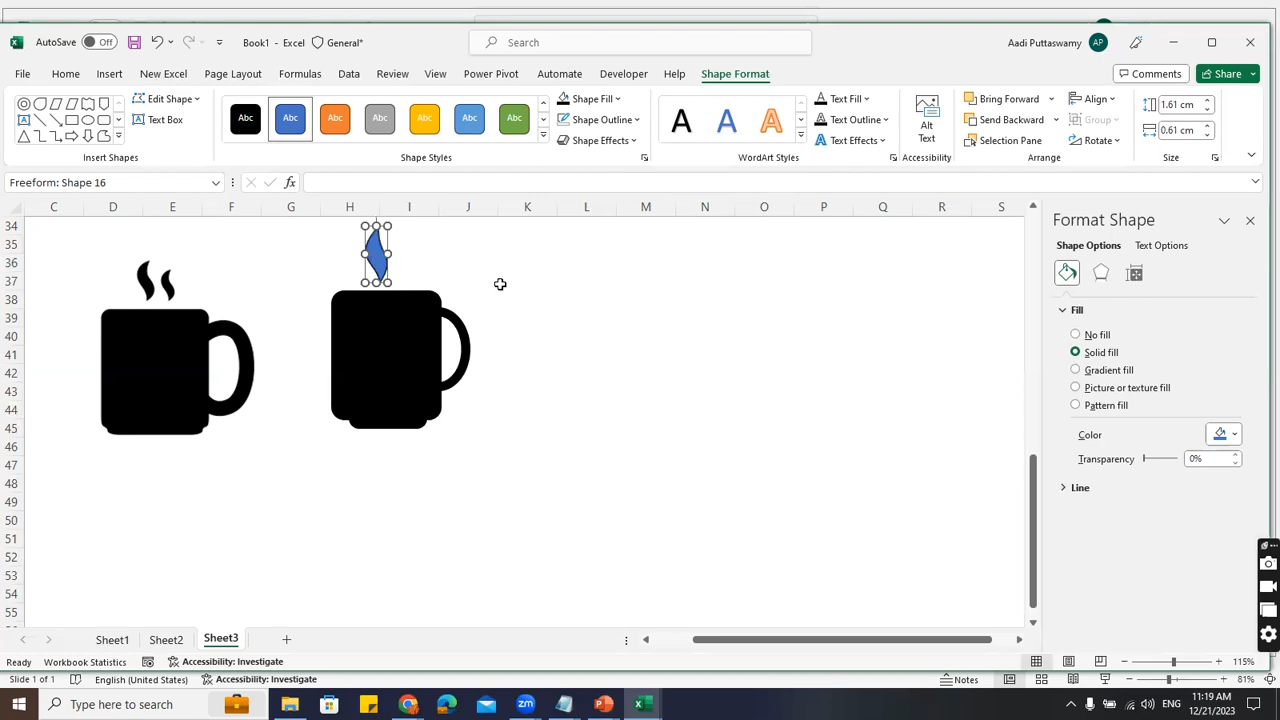 AutoSave Off Book1 - Excel General* Search Aadi Puttaswamy AP
File Home Insert New Excel Page Layout Formulas Data Review View Power Pivot Automate Developer Help Shape Format Comments Share
Edit Shape
Text Box
Insert Shapes
Abc Abc Abc Abc Abc Abc Abc
Shape Fill
Shape Outline
Shape Effects
Shape Styles
A A A
Text Fill
Text Outline
Text Effects
WordArt Styles
Alt
Text
Accessibility
Bring Forward
Send Backward
Selection Pane
Align
Group
Rotate
Arrange
1.61 cm
0.61 cm
Size
Freeform: Shape 16 fx
C D E F G H I J K L M N O P Q R S
34
35
36
37
38
39
40
41
42
43
44
45
46
47
48
49
50
51
52
53
54
55
Format Shape
Shape Options Text Options
Fill
No fill
Solid fill
Gradient fill
Picture or texture fill
Pattern fill
Color
Transparency 0%
Line
Sheet1 Sheet2 Sheet3
Ready Workbook Statistics Accessibility: Investigate 115%
Slide 1 of 1 English (United States) Accessibility: Investigate Notes 81%
Type here to search zm ENG 11:19 AM
12/21/2023